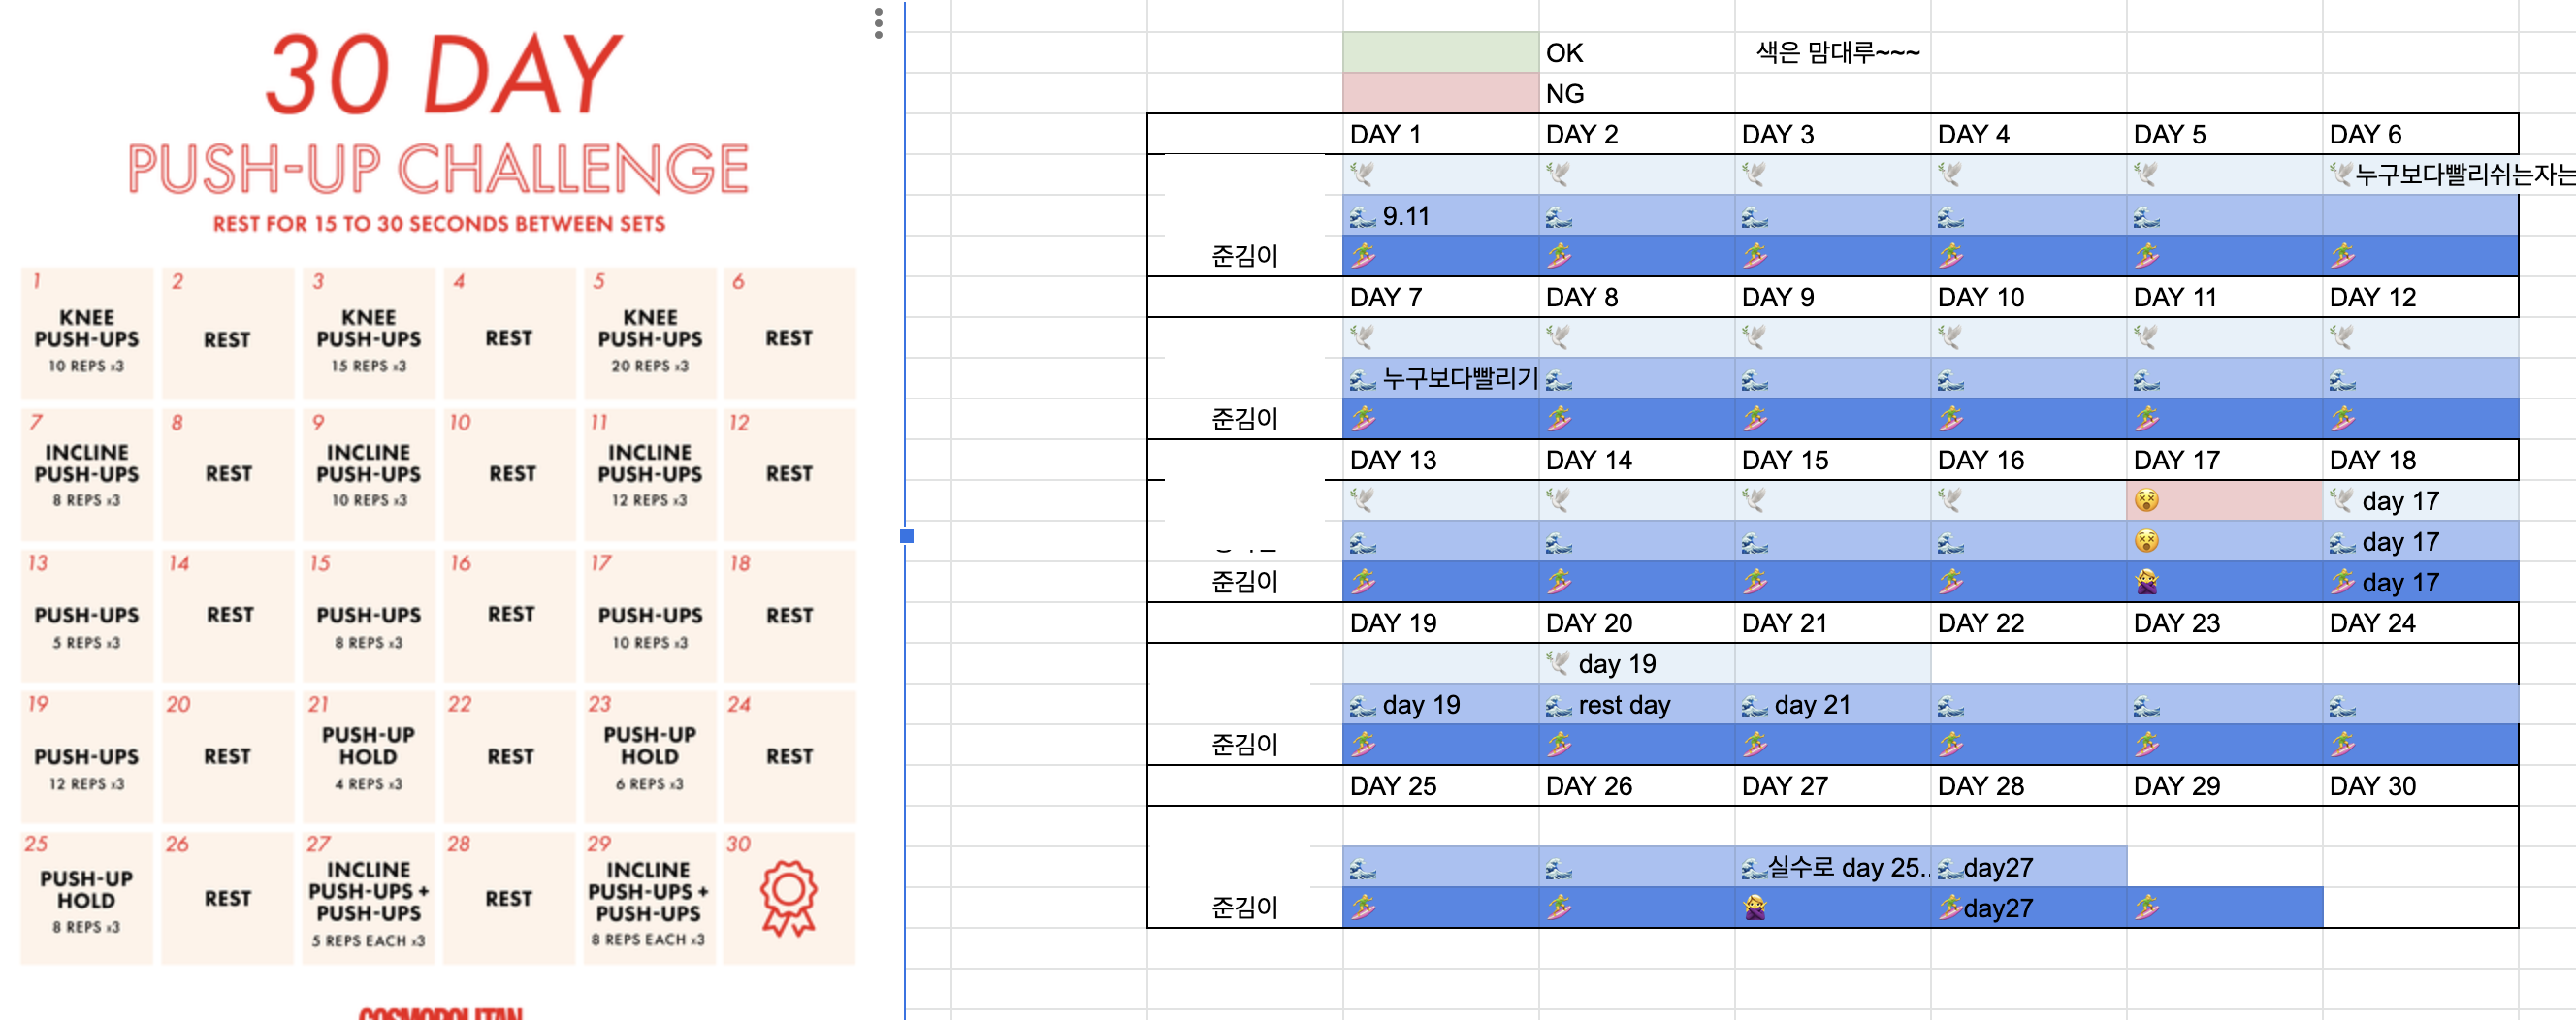 30 DAY
PUSH-UP CHALLENGE
REST FOR 15 TO 30 SECONDS BETWEEN SETS
1 2 3 4 5 6
KNEE PUSH-UPS 10 REPS x3
REST
KNEE PUSH-UPS 15 REPS x3
REST
KNEE PUSH-UPS 20 REPS x3
REST
7 8 9 10 11 12
INCLINE PUSH-UPS 8 REPS x3
REST
INCLINE PUSH-UPS 10 REPS x3
REST
INCLINE PUSH-UPS 12 REPS x3
REST
13 14 15 16 17 18
PUSH-UPS 5 REPS x3
REST
PUSH-UPS 8 REPS x3
REST
PUSH-UPS 10 REPS x3
REST
19 20 21 22 23 24
PUSH-UPS 12 REPS x3
REST
PUSH-UP HOLD 4 REPS x3
REST
PUSH-UP HOLD 6 REPS x3
REST
25 26 27 28 29 30
PUSH-UP HOLD 8 REPS x3
REST
INCLINE PUSH-UPS + PUSH-UPS 5 REPS EACH x3
REST
INCLINE PUSH-UPS + PUSH-UPS 8 REPS EACH x3
COSMOPOLITAN
OK 색은 맘대루~~~
NG
DAY 1 DAY 2 DAY 3 DAY 4 DAY 5 DAY 6
누구보다빨리쉬는자는
9.11
준김이
DAY 7 DAY 8 DAY 9 DAY 10 DAY 11 DAY 12
누구보다빨리기
준김이
DAY 13 DAY 14 DAY 15 DAY 16 DAY 17 DAY 18
day 17
day 17
준김이 day 17
DAY 19 DAY 20 DAY 21 DAY 22 DAY 23 DAY 24
day 19
day 19 rest day day 21
준김이
DAY 25 DAY 26 DAY 27 DAY 28 DAY 29 DAY 30
실수로 day 25.. day27
준김이 day27